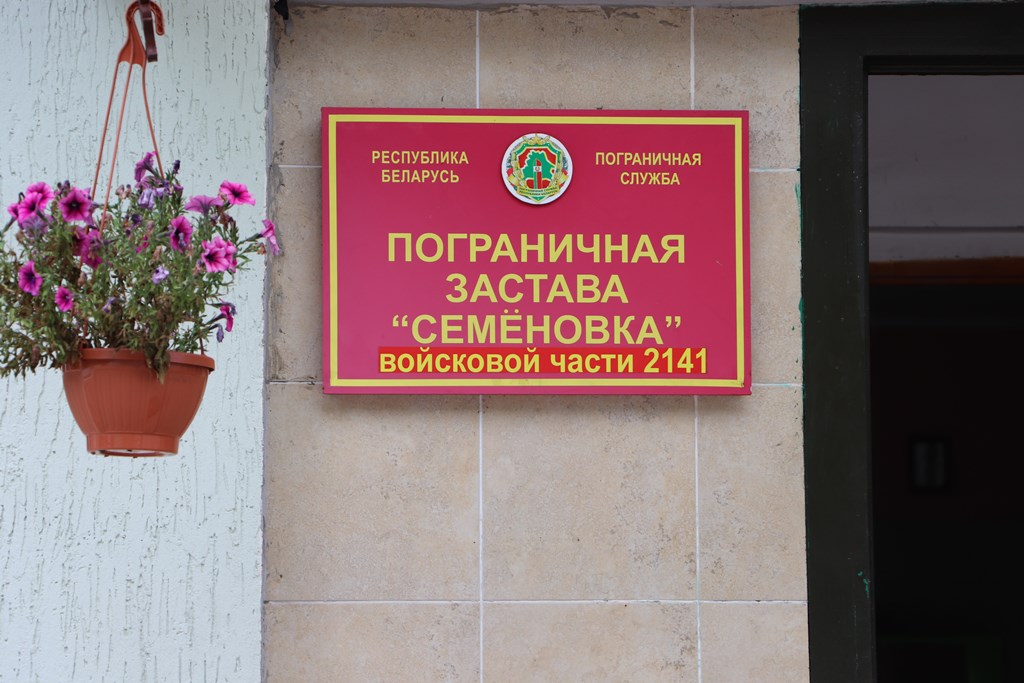 РЕСПУБЛИКА
БЕЛАРУСЬ
ПОГРАНИЧНАЯ
СЛУЖБА
ПОГРАНИЧНАЯ
ЗАСТАВА
“СЕМЁНОВКА”
ВОЙСКОВОЙ ЧАСТИ 2141